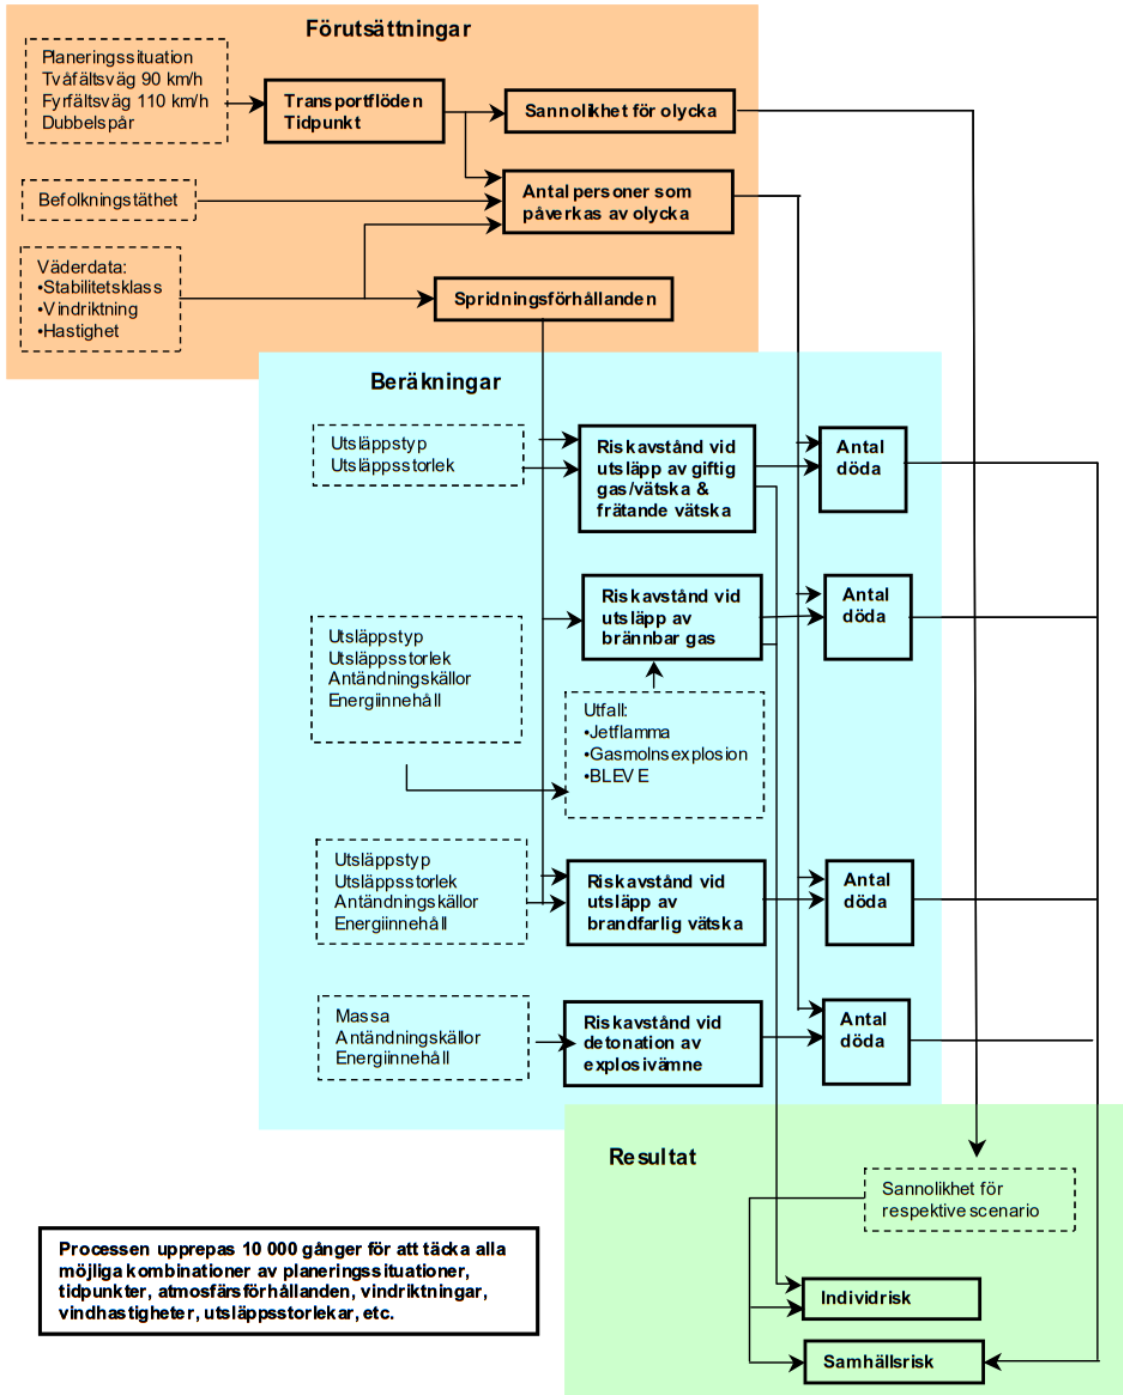 Förutsättningar
Planeringssituation
Tvåfältsväg 90 km/h
Fyrfältsväg 110 km/h
Dubbelspår
Transportflöden
Tidpunkt
Sannolikhet för olycka
Befolkningstäthet
Antal personer som
påverkas av olycka
Väderdata:
•Stabilitetsklass
•Vindriktning
•Hastighet
Spridningsförhållanden
Beräkningar
Utsläppstyp
Utsläppsstorlek
Riskavstånd vid
utsläpp av giftig
gas/vätska &
frätande vätska
Antal
döda
Utsläppstyp
Utsläppsstorlek
Antändningskällor
Energiinnehåll
Riskavstånd vid
utsläpp av
brännbar gas
Antal
döda
Utfall:
•Jetflamma
•Gasmolnsexplosion
•BLEVE
Utsläppstyp
Utsläppsstorlek
Antändningskällor
Energiinnehåll
Riskavstånd vid
utsläpp av
brandfarlig vätska
Antal
döda
Massa
Antändningskällor
Energiinnehåll
Riskavstånd vid
detonation av
explosivämne
Antal
döda
Resultat
Sannolikhet för
respektive scenario
Processen upprepas 10 000 gånger för att täcka alla
möjliga kombinationer av planeringssituationer,
tidpunkter, atmosfärsförhållanden, vindriktningar,
vindhastigheter, utsläppsstorlekar, etc.
Individrisk
Samhällsrisk